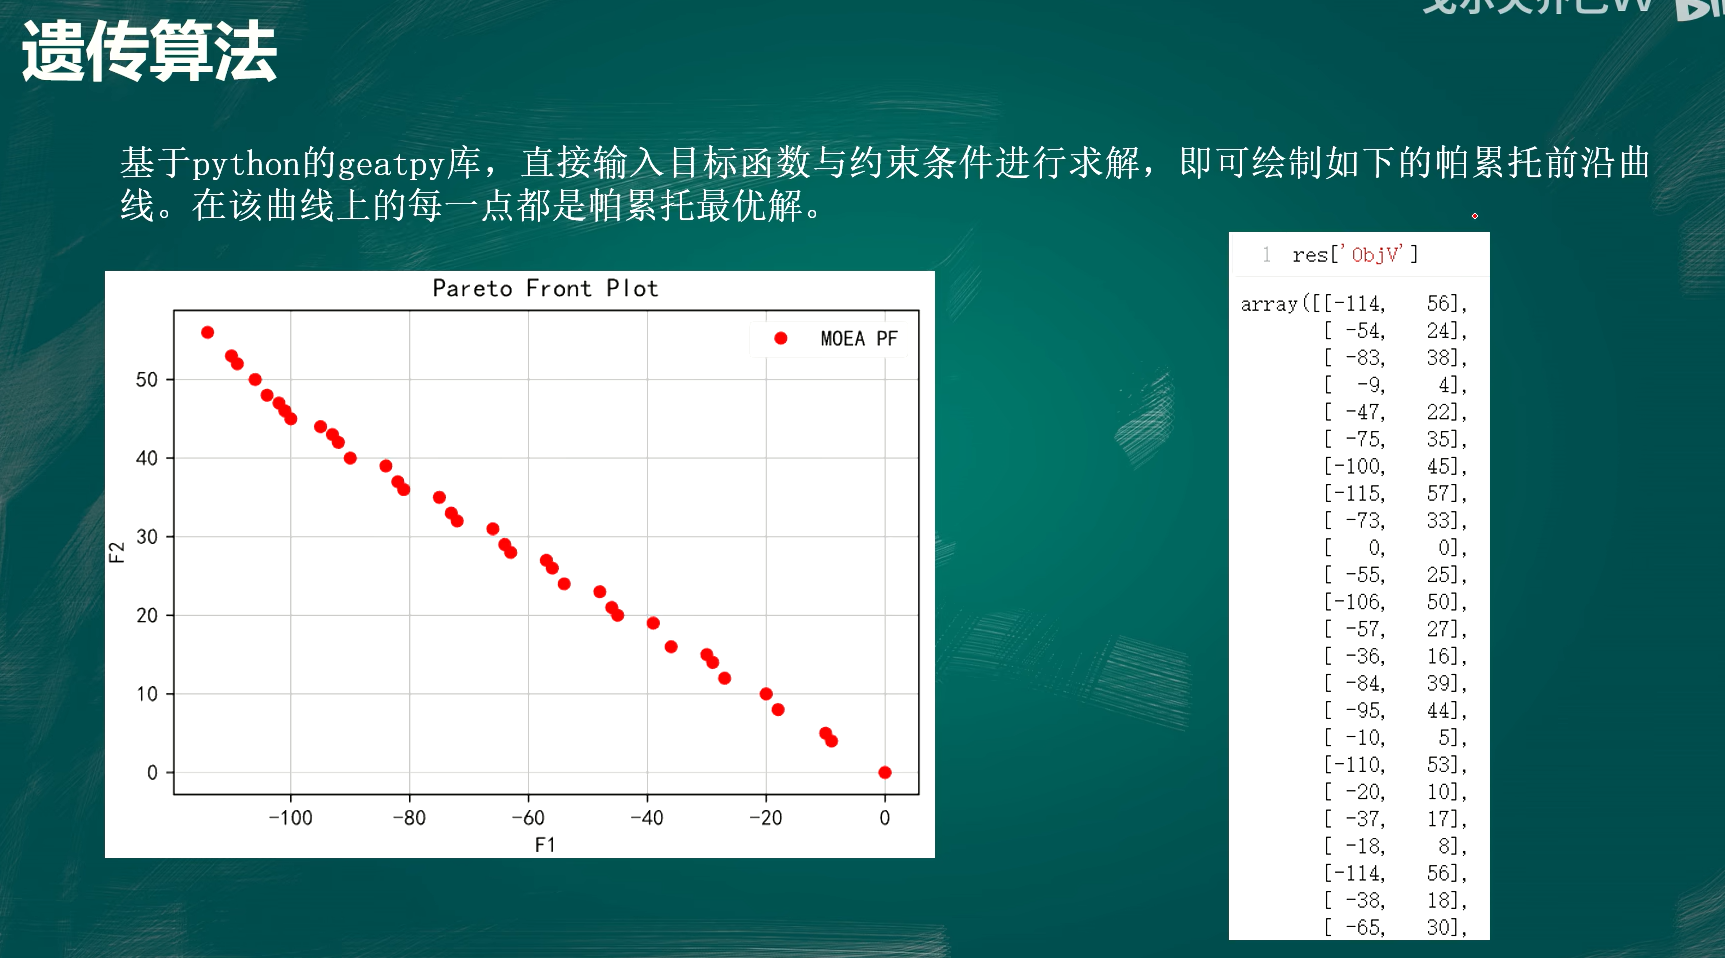 遗传算法
基于python的geatpy库，直接输入目标函数与约束条件进行求解，即可绘制如下的帕累托前沿曲
线。在该曲线上的每一点都是帕累托最优解。
Pareto Front Plot
MOEA PF
50
40
30
20
10
0
F2
-100 -80 -60 -40 -20 0
F1
1 res['ObjV']
array([[-114, 56],
[ -54, 24],
[ -83, 38],
[ -9, 4],
[ -47, 22],
[ -75, 35],
[-100, 45],
[-115, 57],
[ -73, 33],
[ 0, 0],
[ -55, 25],
[-106, 50],
[ -57, 27],
[ -36, 16],
[ -84, 39],
[ -95, 44],
[ -10, 5],
[-110, 53],
[ -20, 10],
[ -37, 17],
[ -18, 8],
[-114, 56],
[ -38, 18],
[ -65, 30],